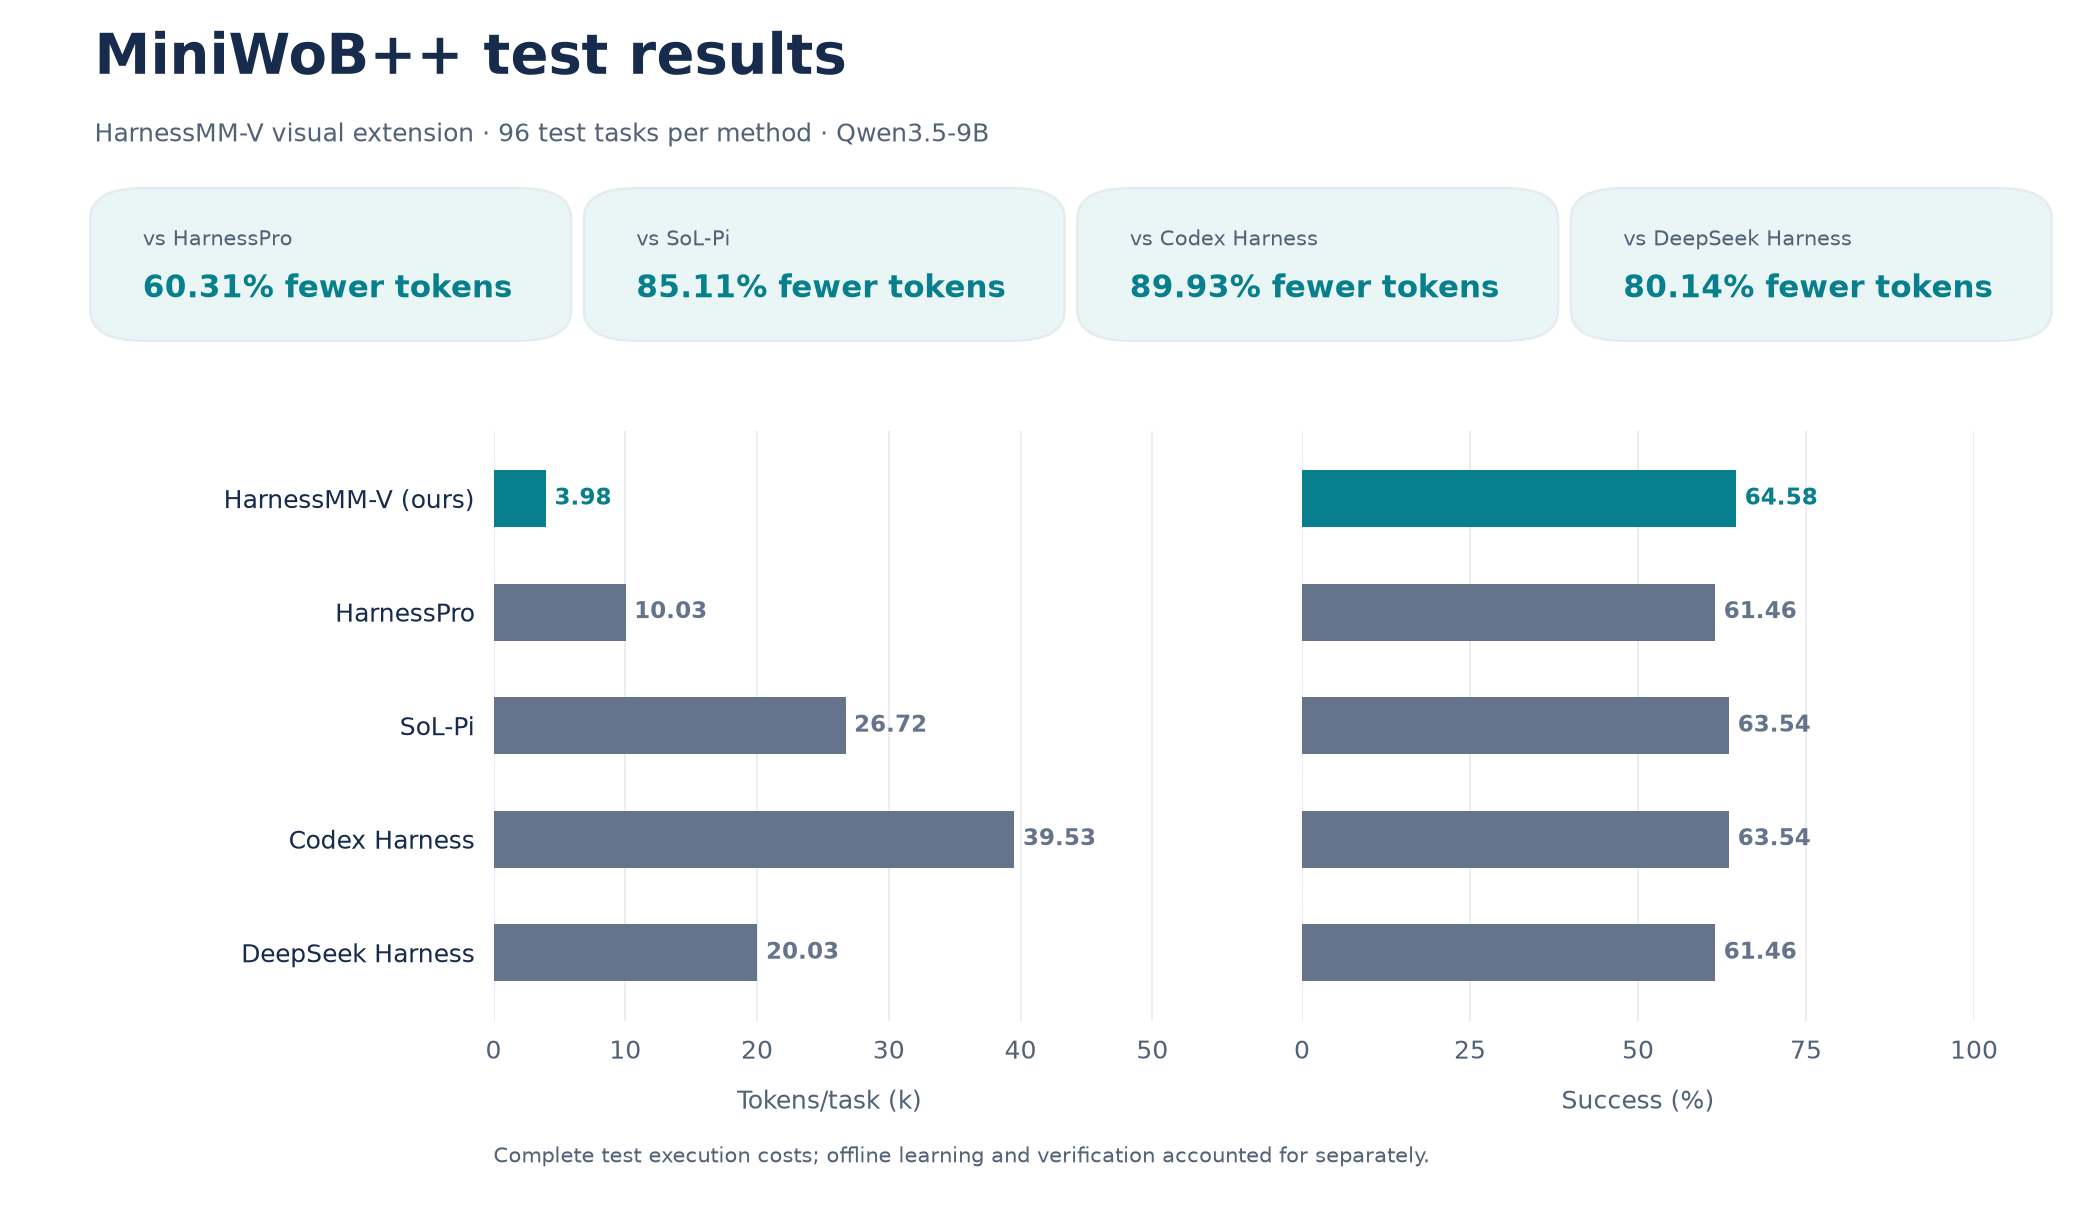 MiniWoB++ test results
HarnessMM-V visual extension · 96 test tasks per method · Qwen3.5-9B
vs HarnessPro
60.31% fewer tokens
vs SoL-Pi
85.11% fewer tokens
vs Codex Harness
89.93% fewer tokens
vs DeepSeek Harness
80.14% fewer tokens
HarnessMM-V (ours)
3.98
64.58
HarnessPro
10.03
61.46
SoL-Pi
26.72
63.54
Codex Harness
39.53
63.54
DeepSeek Harness
20.03
61.46
0 10 20 30 40 50
0 25 50 75 100
Tokens/task (k)
Success (%)
Complete test execution costs; offline learning and verification accounted for separately.